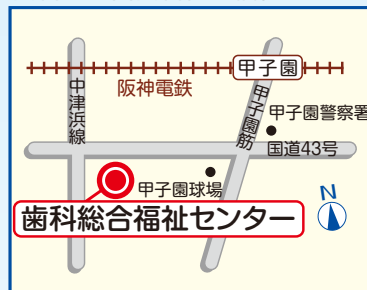 甲子園
阪神電鉄
中津浜線
甲子園筋
甲子園警察署
国道43号
甲子園球場
N
歯科総合福祉センター